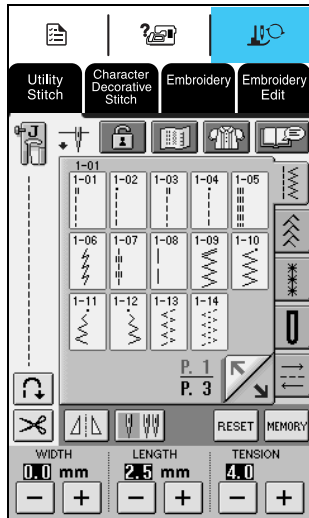 ?
Utility
Stitch
Character
Decorative
Stitch
Embroidery
Embroidery
Edit
J
1-01
1-01 1-02 1-03 1-04 1-05
1-06 1-07 1-08 1-09 1-10
1-11 1-12 1-13 1-14
P. 1
P. 3
RESET MEMORY
WIDTH LENGTH TENSION
0.0 mm 2.5 mm 4.0
− + − + − +